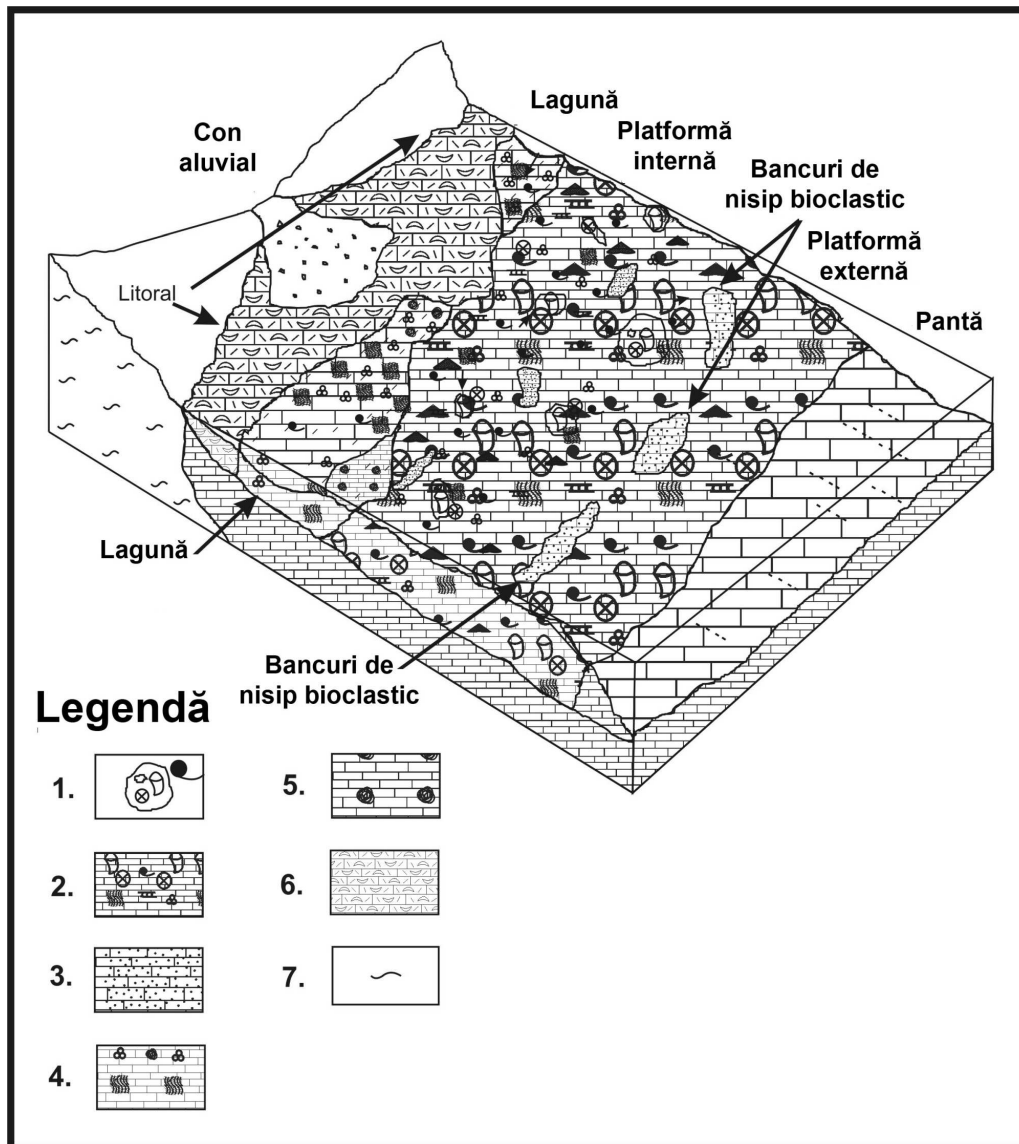 Lagună
Con
aluvial
Platformă
internă
Bancuri de
nisip bioclastic
Platformă
externă
Litoral
Pantă
Lagună
Bancuri de
nisip bioclastic
Legendă
1.
2.
3.
4.
5.
6.
7.